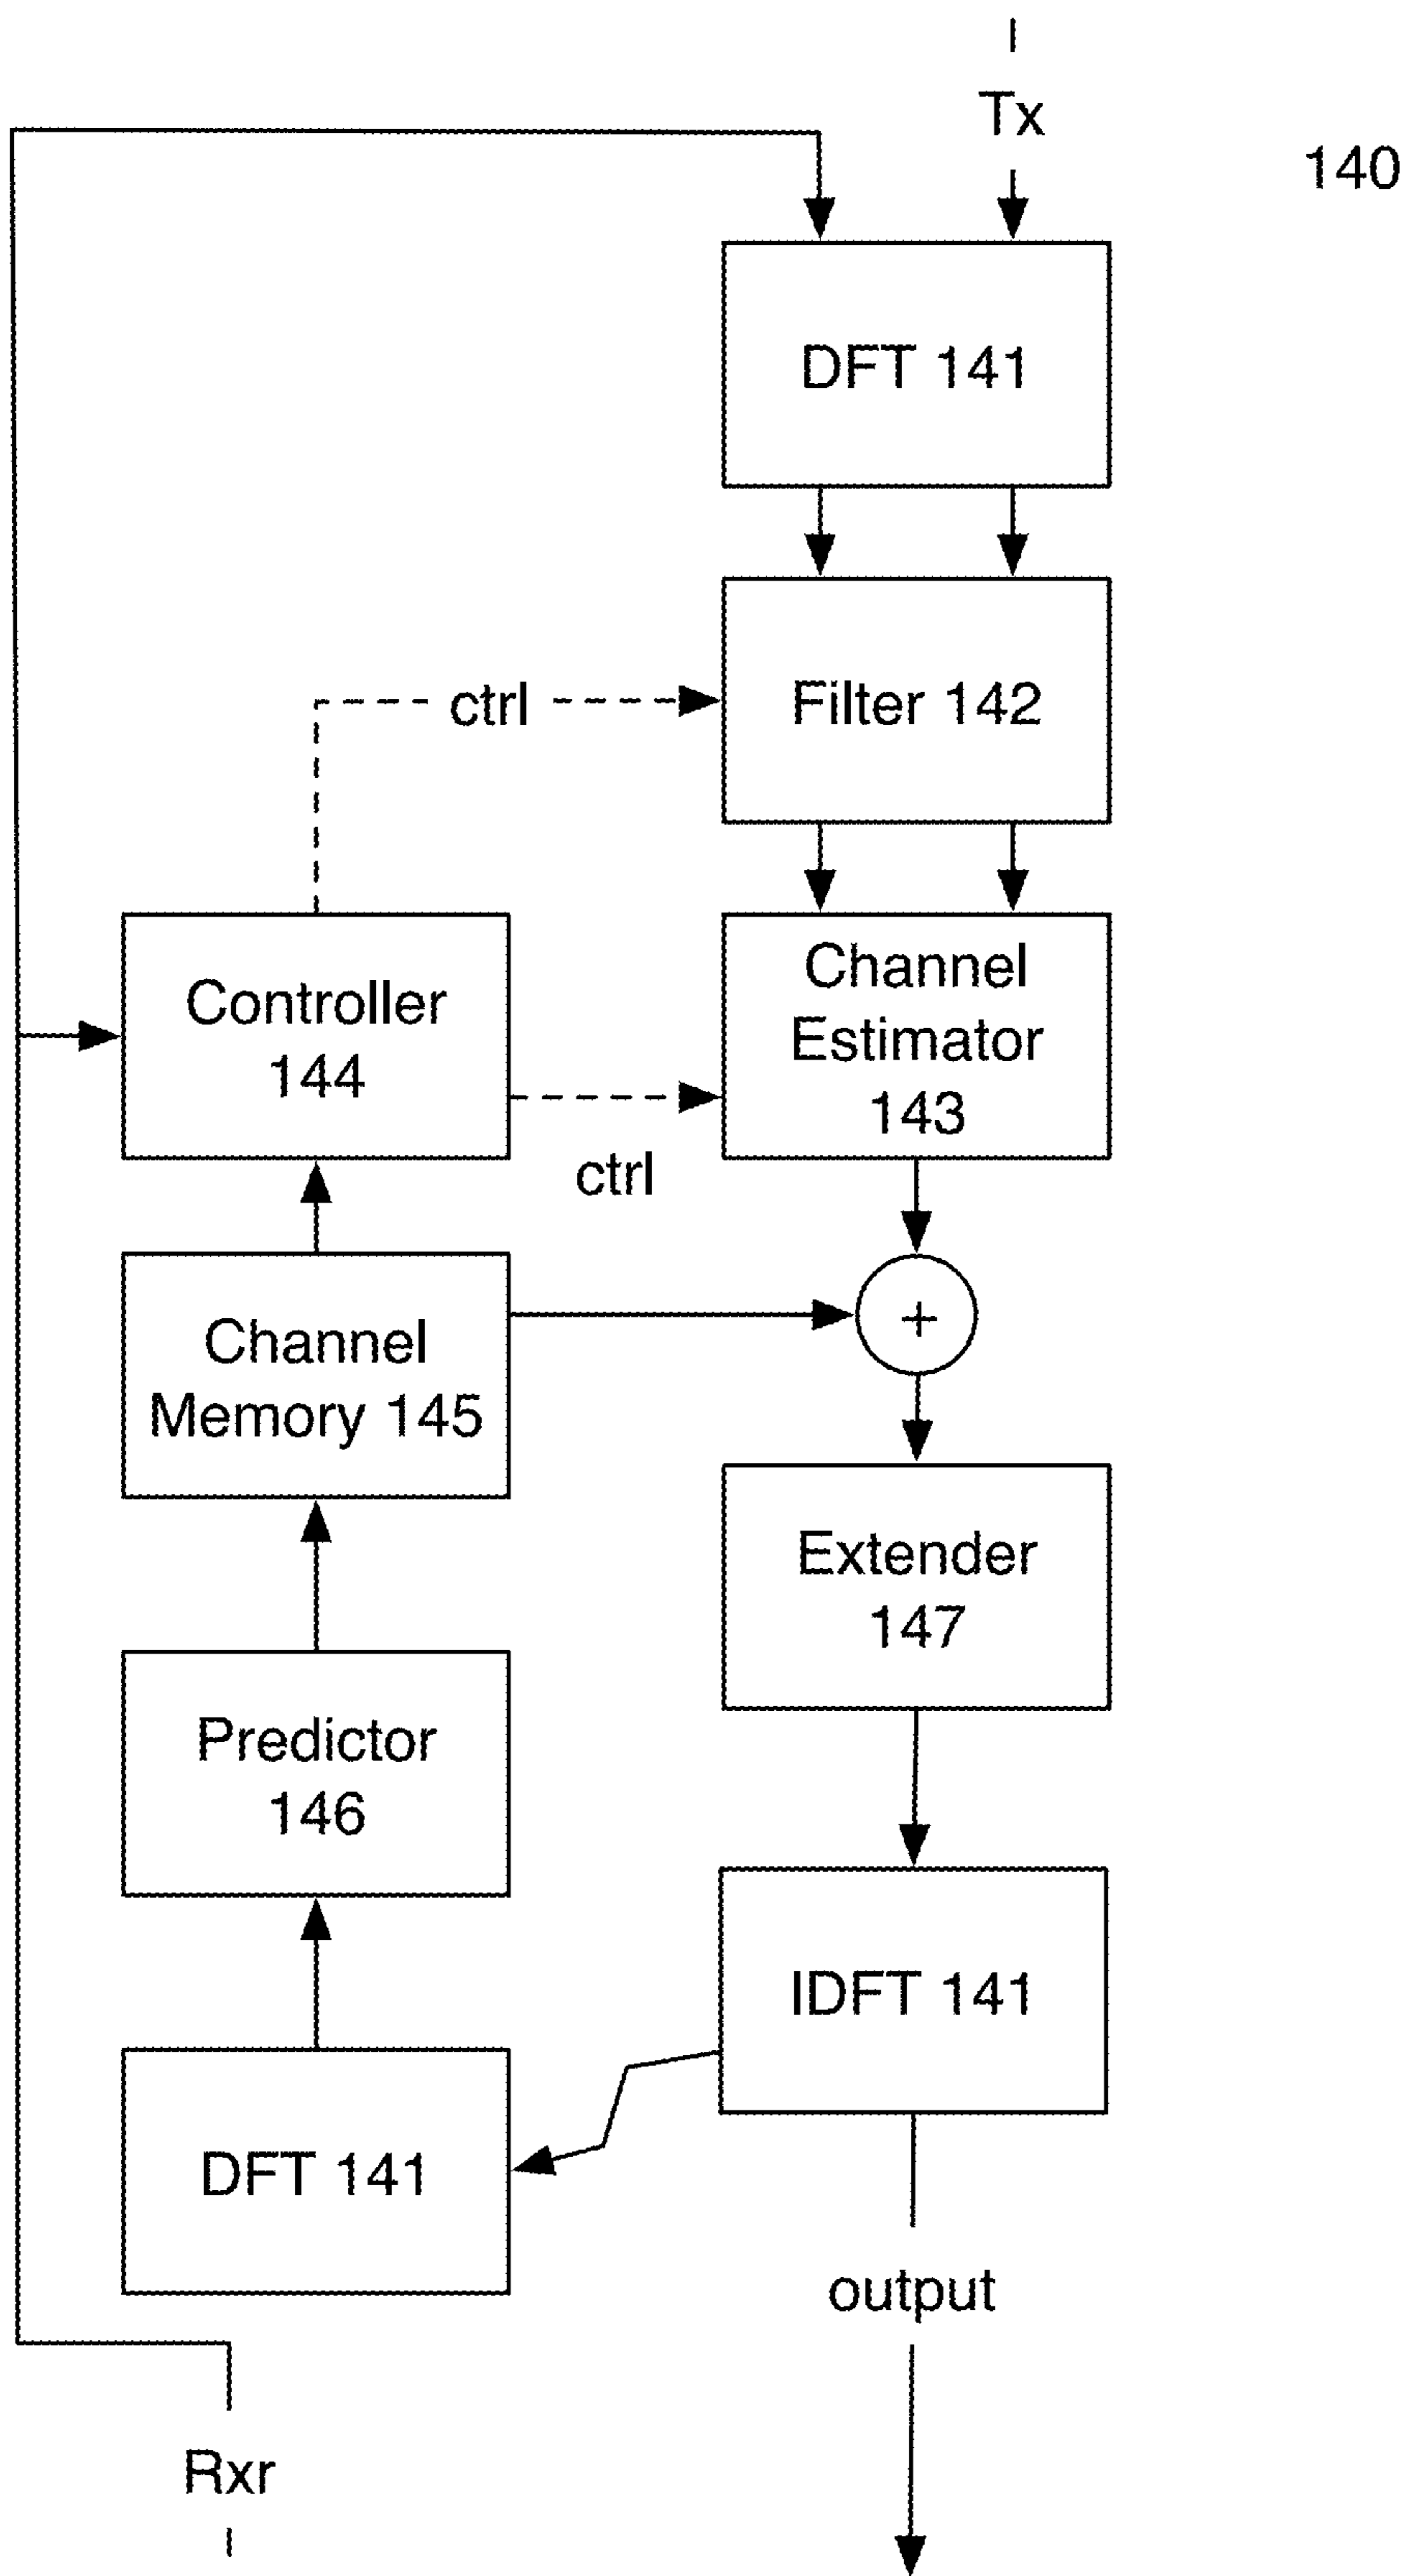 Tx
140
DFT 141
Filter 142
ctrl
Controller
144
Channel
Estimator
143
ctrl
Channel
Memory 145
+
Extender
147
Predictor
146
IDFT 141
DFT 141
output
Rxr